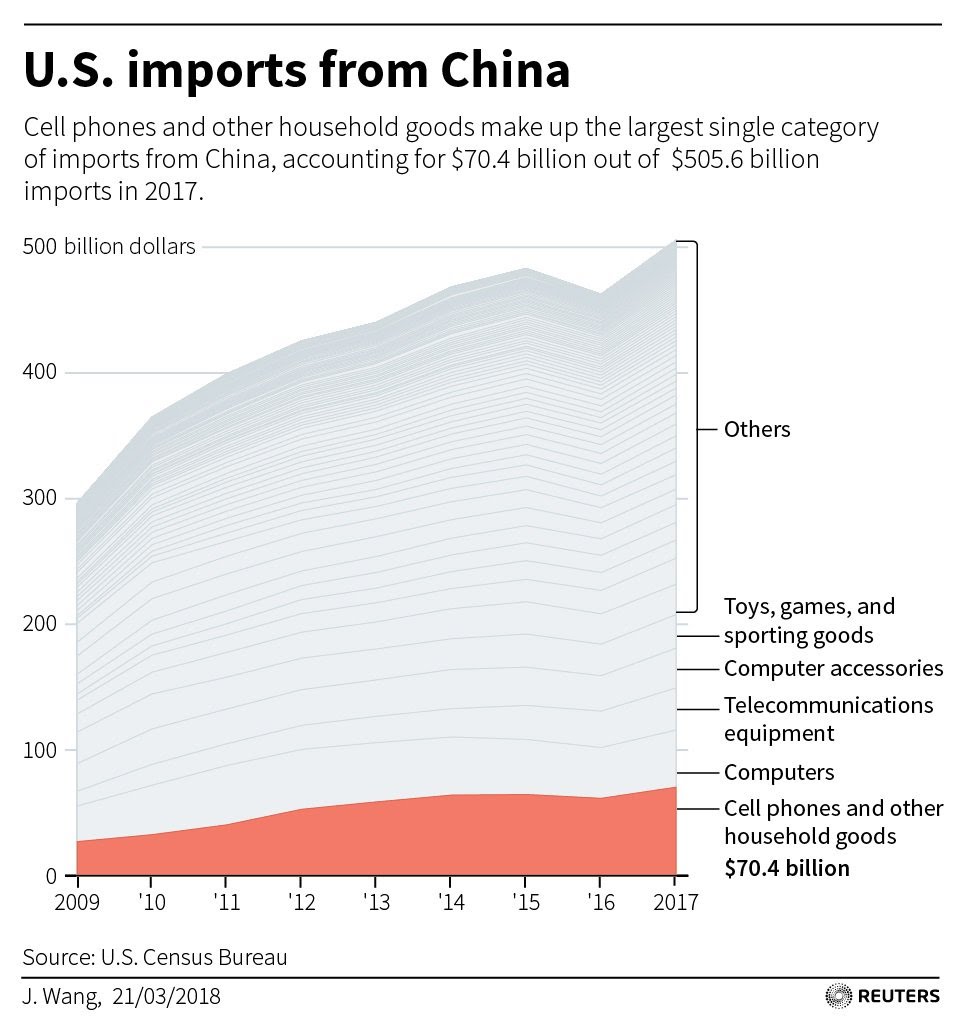 U.S. imports from China
Cell phones and other household goods make up the largest single category
of imports from China, accounting for $70.4 billion out of $505.6 billion
imports in 2017.
500 billion dollars
400
300
200
100
0
Others
Toys, games, and
sporting goods
Computer accessories
Telecommunications
equipment
Computers
Cell phones and other
household goods
$70.4 billion
2009 '10 '11 '12 '13 '14 '15 '16 2017
Source: U.S. Census Bureau
J. Wang, 21/03/2018
REUTERS